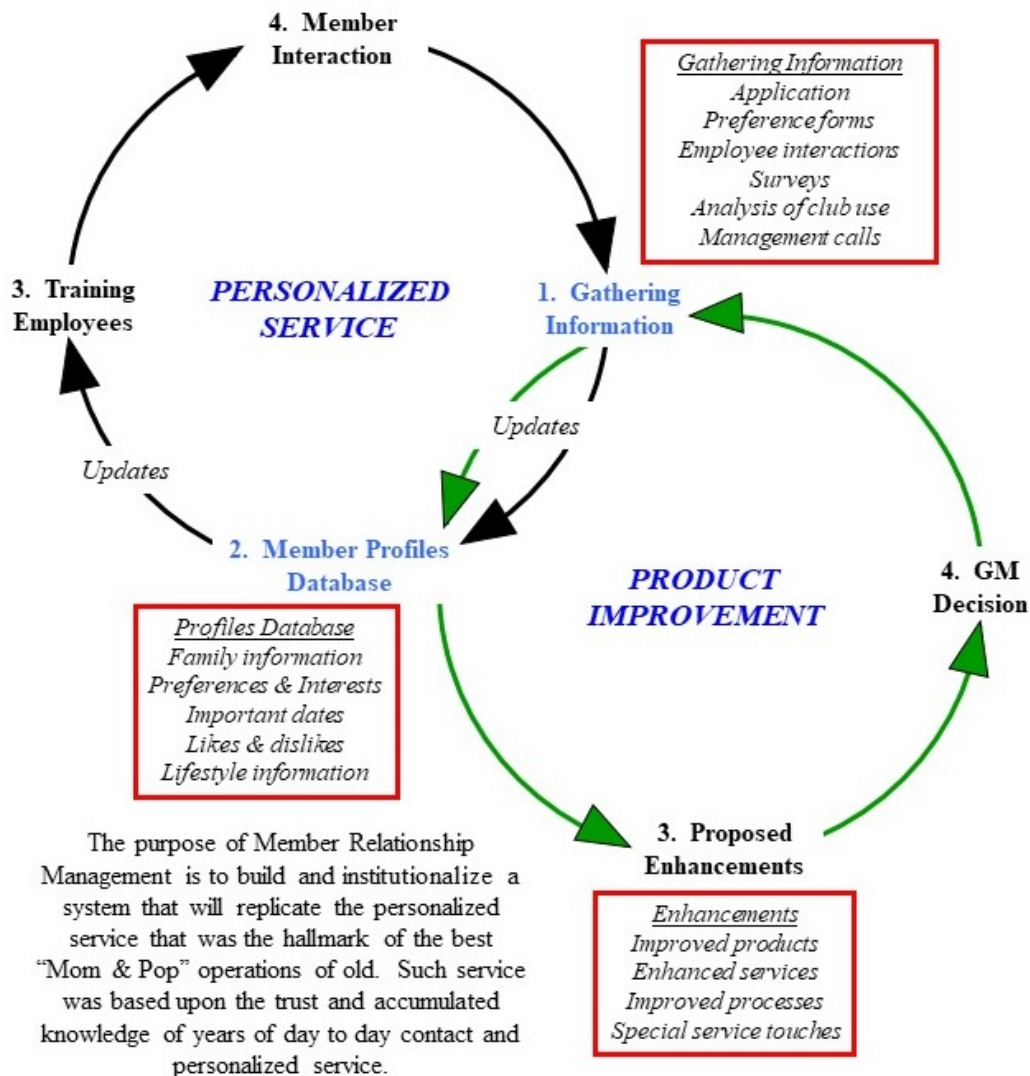 4. Member
Interaction
Gathering Information
Application
Preference forms
Employee interactions
Surveys
Analysis of club use
Management calls
3. Training
Employees
PERSONALIZED
SERVICE
1. Gathering
Information
Updates
Updates
2. Member Profiles
Database
PRODUCT
IMPROVEMENT
4. GM
Decision
Profiles Database
Family information
Preferences & Interests
Important dates
Likes & dislikes
Lifestyle information
3. Proposed
Enhancements
Enhancements
Improved products
Enhanced services
Improved processes
Special service touches
The purpose of Member Relationship
Management is to build and institutionalize a
system that will replicate the personalized
service that was the hallmark of the best
“Mom & Pop” operations of old. Such service
was based upon the trust and accumulated
knowledge of years of day to day contact and
personalized service.